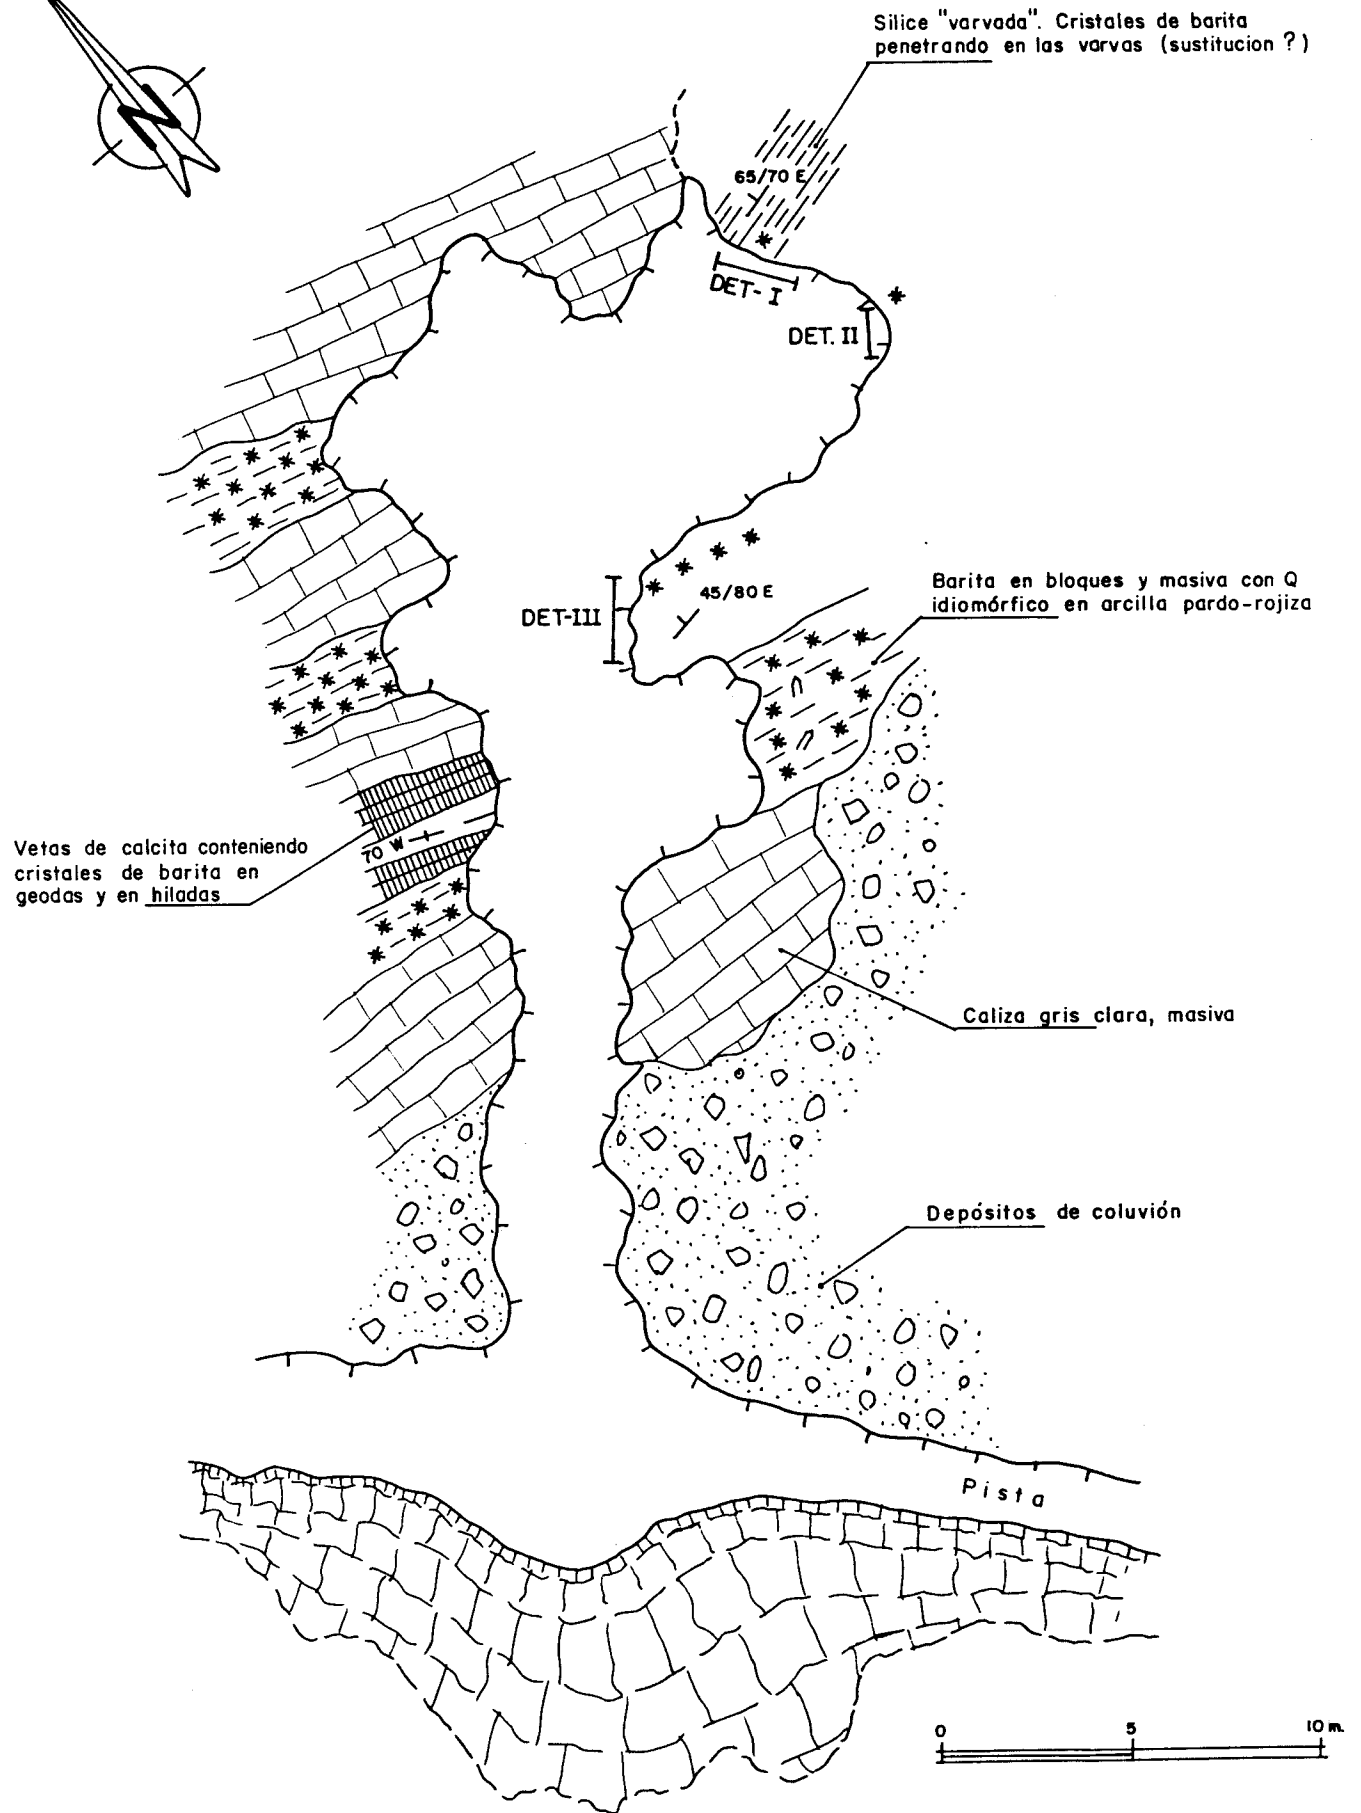 Silice "varvada". Cristales de barita
penetrando en las varvas (sustitucion ?)
N
65/70 E
DET- I
DET. II
DET-III
45/80 E
Barita en bloques y masiva con Q
idiomórfico en arcilla pardo-rojiza
Vetas de calcita conteniendo
cristales de barita en
geodas y en hiladas
70 W
Caliza gris clara, masiva
Depósitos de coluvión
Pista
0 5 10 m.